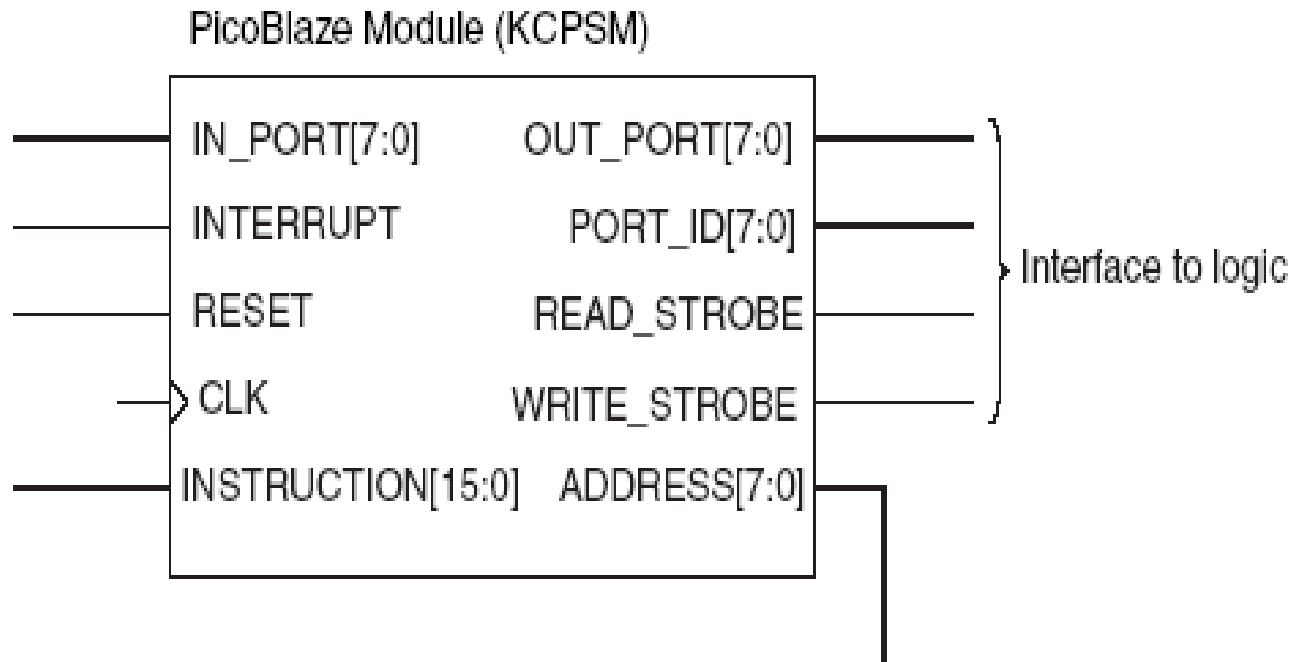 PicoBlaze Module (KCPSM)
IN_PORT[7:0] OUT_PORT[7:0]
INTERRUPT PORT_ID[7:0]
Interface to logic
RESET READ_STROBE
CLK WRITE_STROBE
INSTRUCTION[15:0] ADDRESS[7:0]